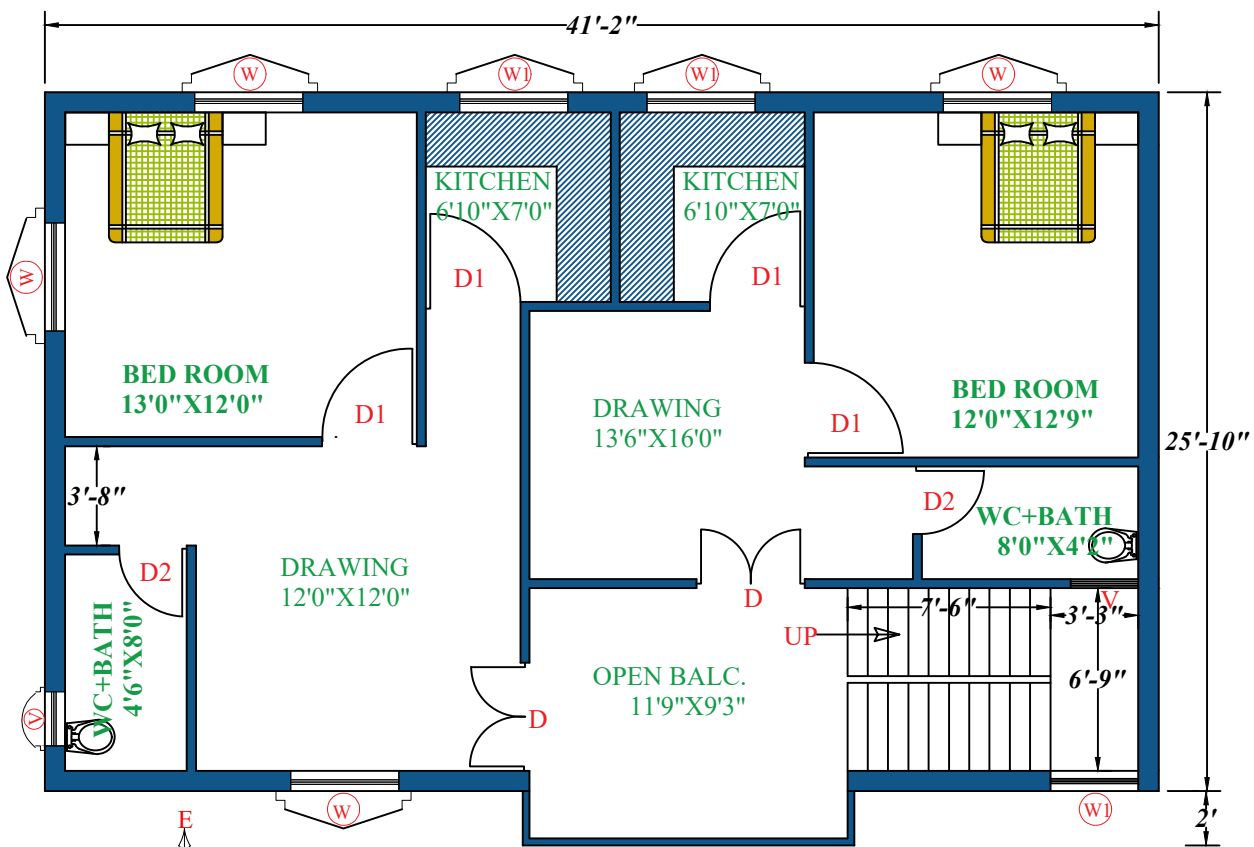 41'-2"
W
W1
W1
W
KITCHEN
6'10"X7'0"
KITCHEN
6'10"X7'0"
W
D1
D1
BED ROOM
13'0"X12'0"
D1
DRAWING
13'6"X16'0"
D1
BED ROOM
12'0"X12'9"
25'-10"
3'-8"
D2
WC+BATH
8'0"X4'2"
D2
DRAWING
12'0"X12'0"
D
7'-6"
V
3'-3"
UP
WC+BATH
4'6"X8'0"
OPEN BALC.
11'9"X9'3"
6'-9"
V
D
W
W1
2'
E